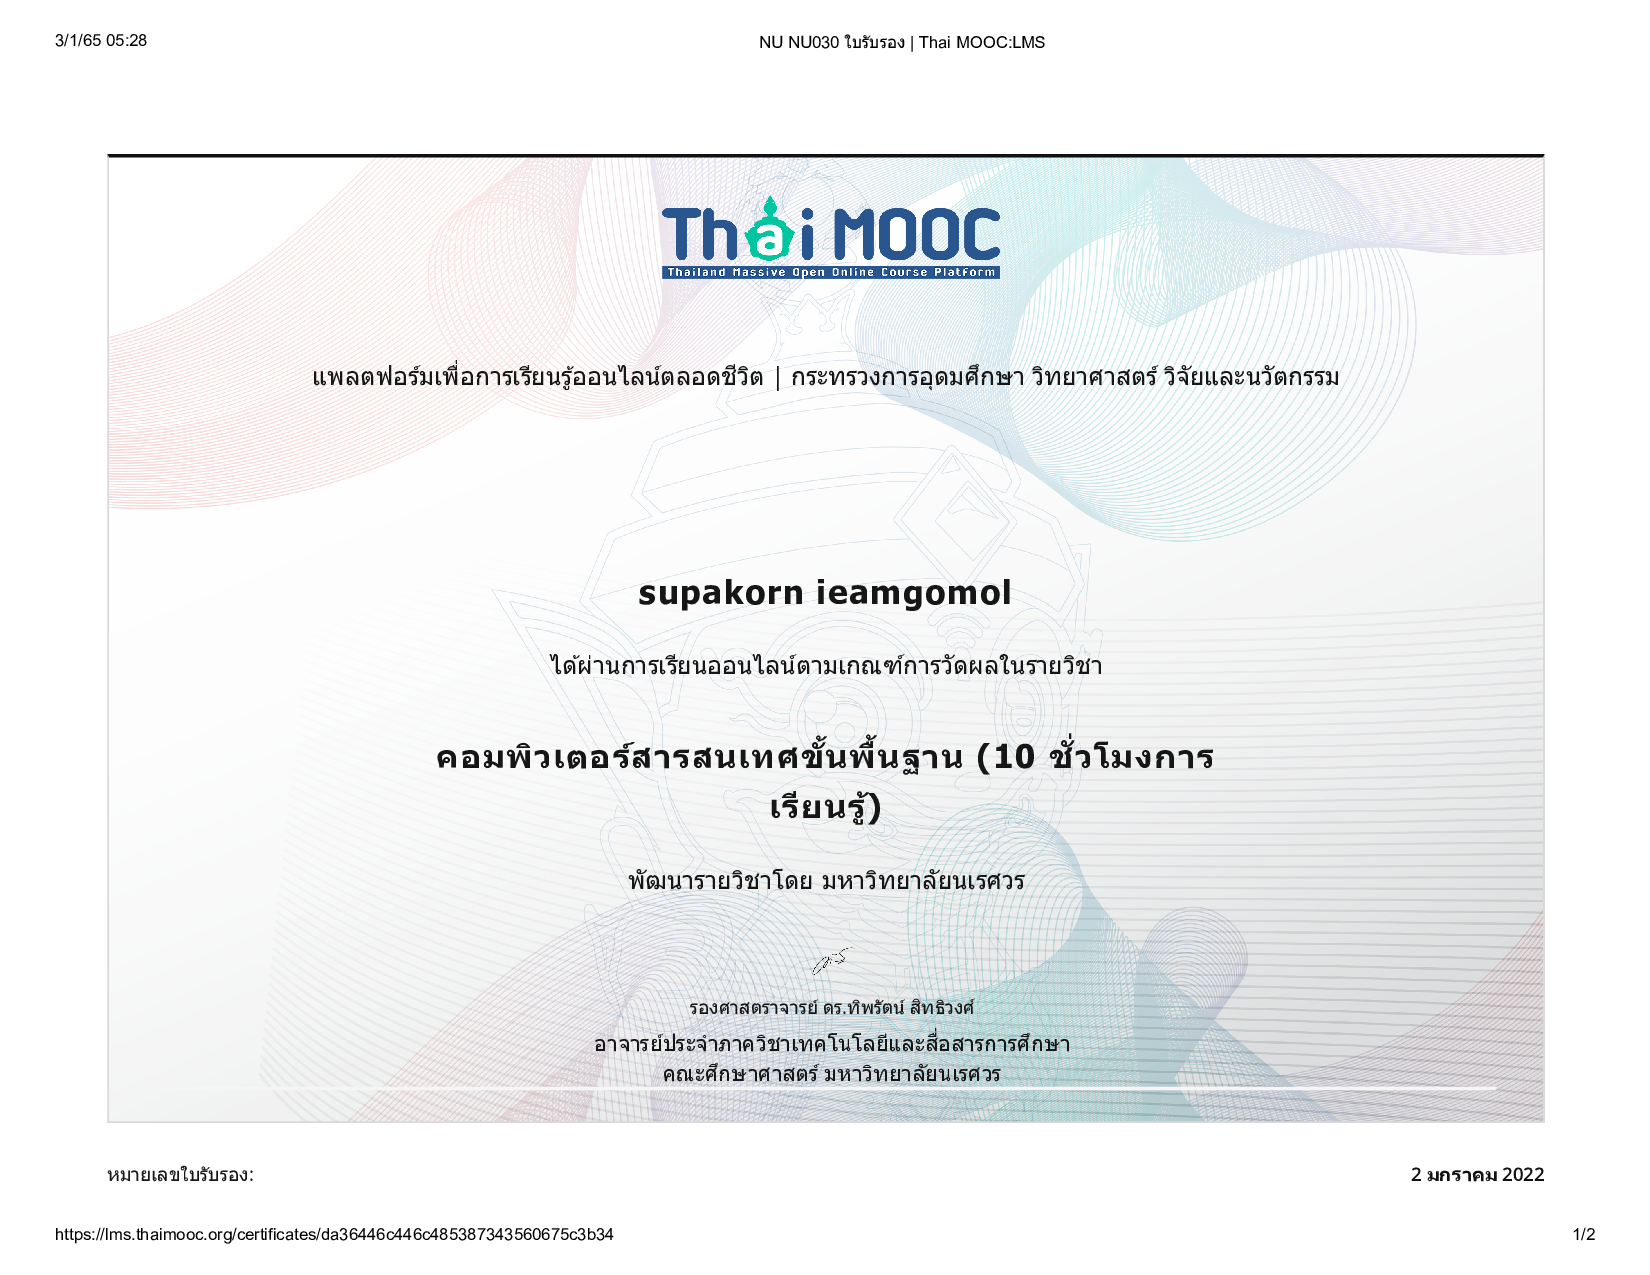 3/1/65 05:28
NU NU030 ใบรับรอง | Thai MOOC:LMS
Thai MOOC
Thailand Massive Open Online Course Platform
แพลตฟอร์มเพื่อการเรียนรู้ออนไลน์ตลอดชีวิต | กระทรวงการอุดมศึกษา วิทยาศาสตร์ วิจัยและนวัตกรรม
supakorn ieamgomol
ได้ผ่านการเรียนออนไลน์ตามเกณฑ์การวัดผลในรายวิชา
คอมพิวเตอร์สารสนเทศขั้นพื้นฐาน (10 ชั่วโมงการ
เรียนรู้)
พัฒนารายวิชาโดย มหาวิทยาลัยนเรศวร
รองศาสตราจารย์ ดร.ทิพรัตน์ สิทธิวงศ์
อาจารย์ประจำภาควิชาเทคโนโลยีและสื่อสารการศึกษา
คณะศึกษาศาสตร์ มหาวิทยาลัยนเรศวร
หมายเลขใบรับรอง:
2 มกราคม 2022
https://lms.thaimooc.org/certificates/da36446c446c485387343560675c3b34
1/2